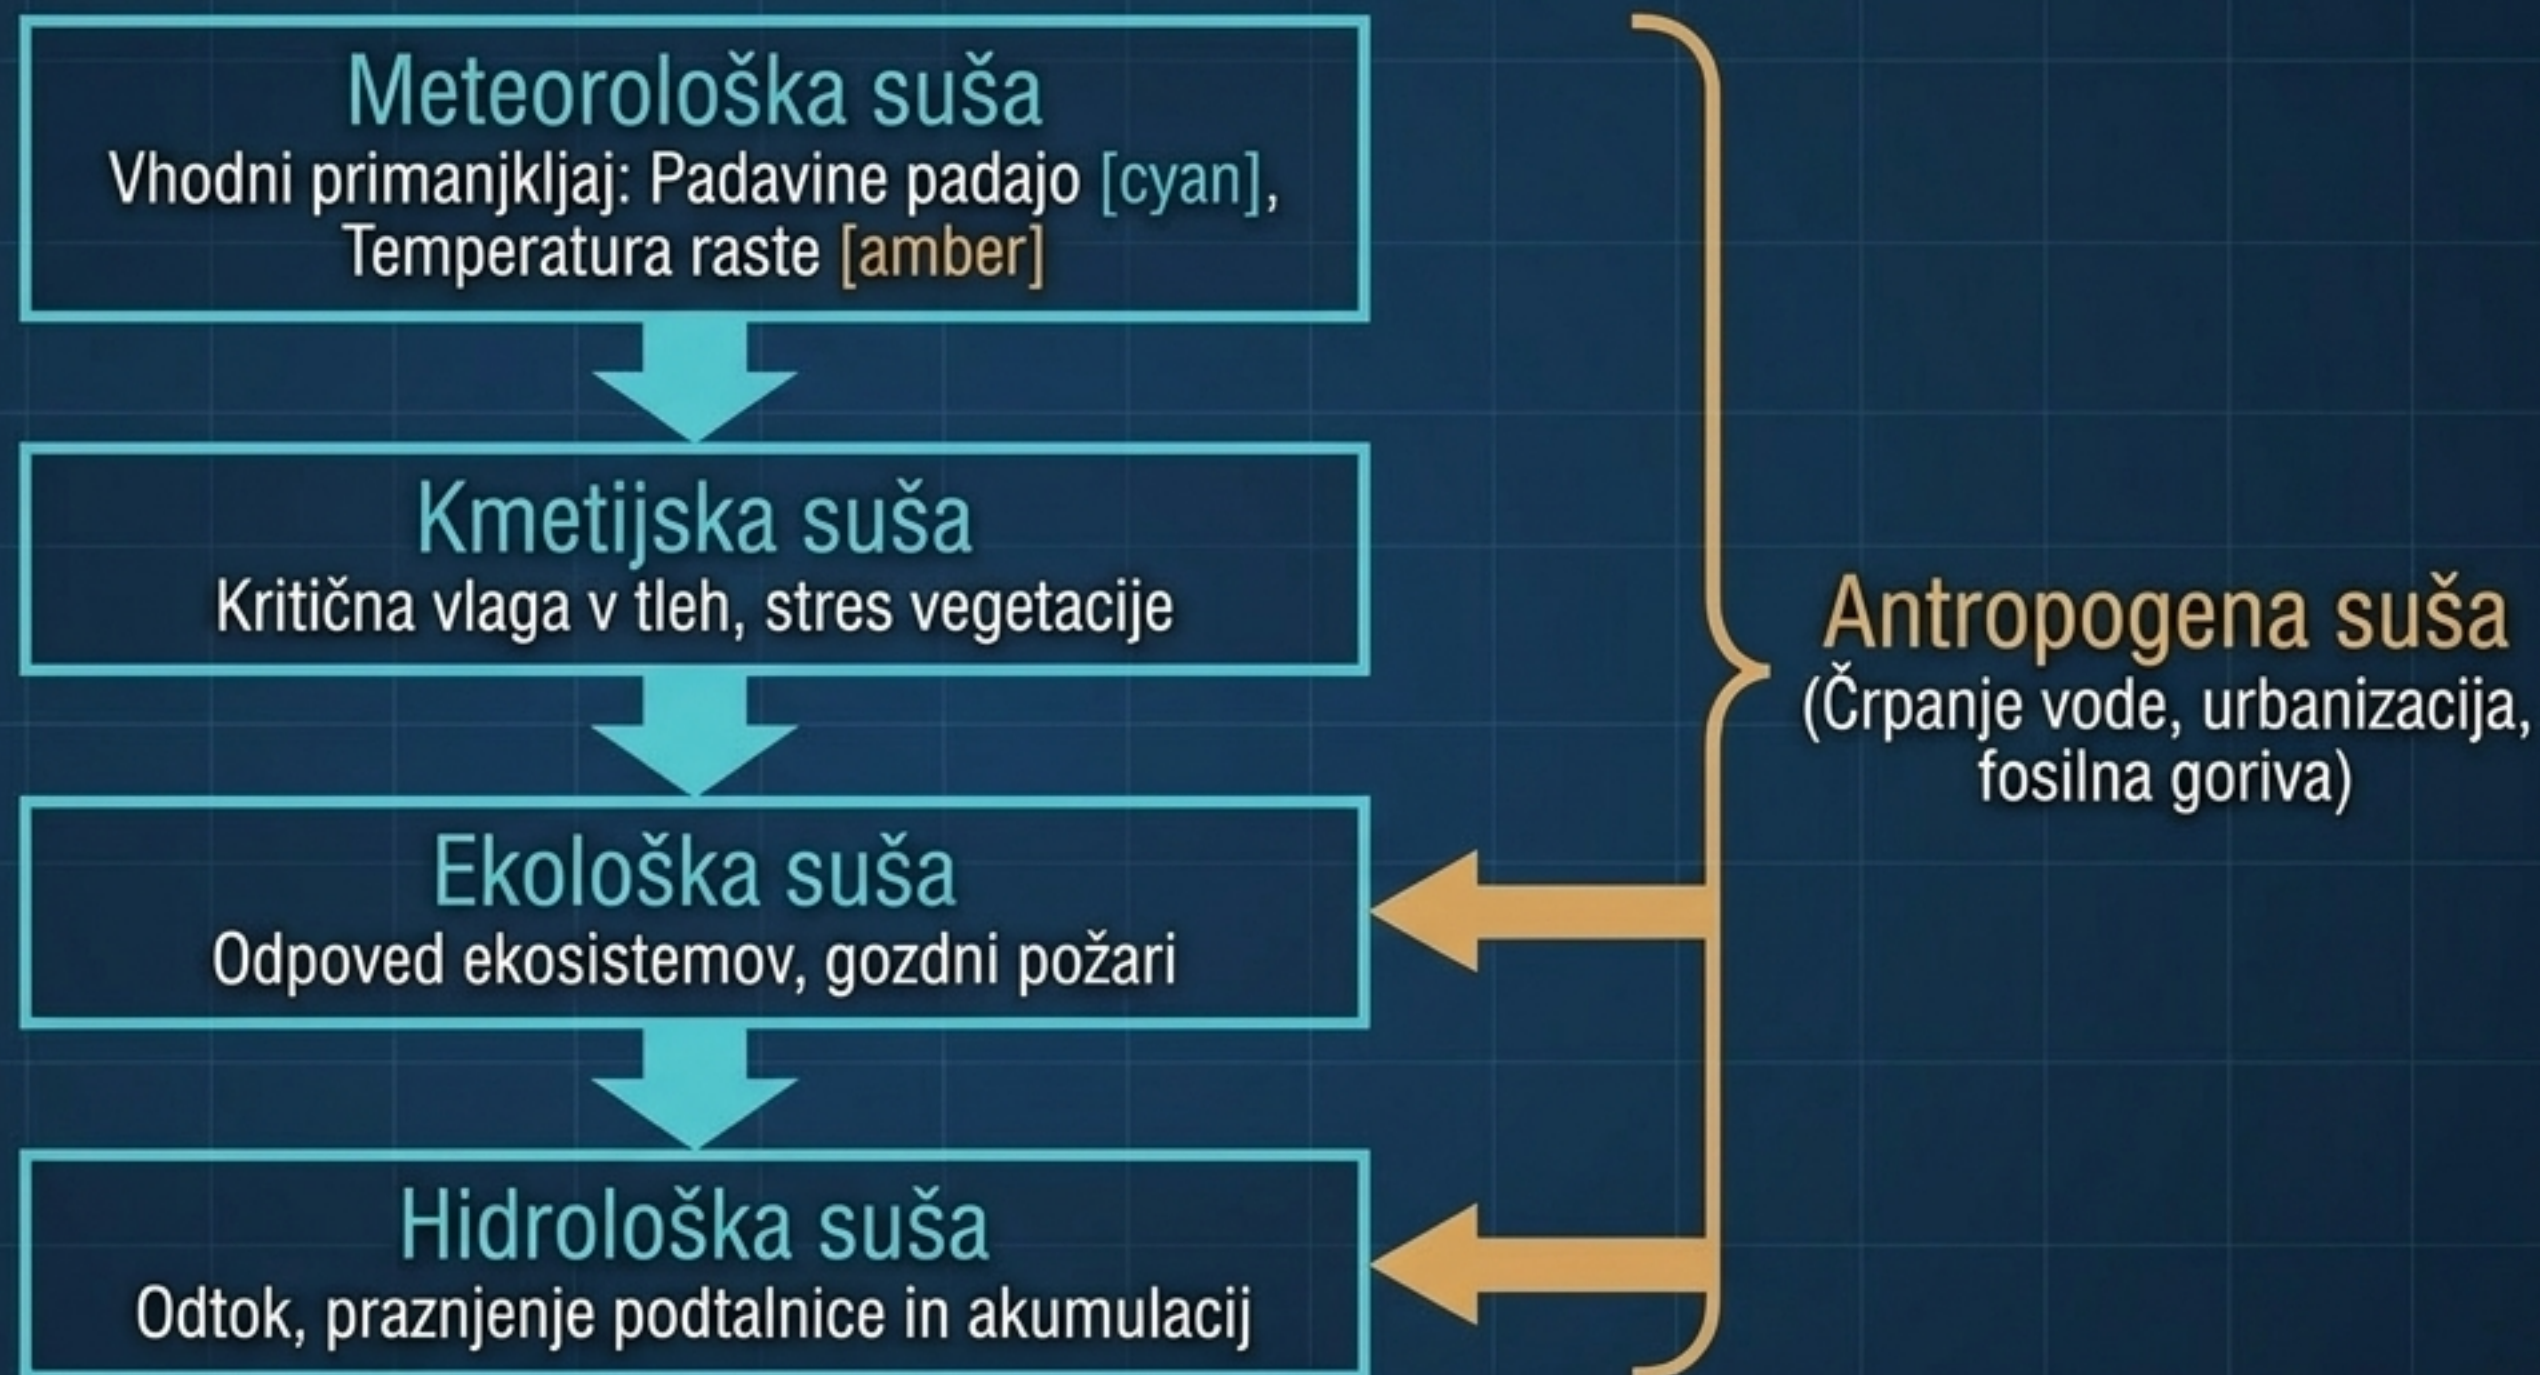 Meteorološka suša
Vhodni primanjkljaj: Padavine padajo [cyan],
Temperatura raste [amber]
Kmetijska suša
Kritična vlaga v tleh, stres vegetacije
Ekološka suša
Odpoved ekosistemov, gozdni požari
Hidrološka suša
Odtok, praznjenje podtalnice in akumulacij
Antropogena suša
(Črpanje vode, urbanizacija,
fosilna goriva)